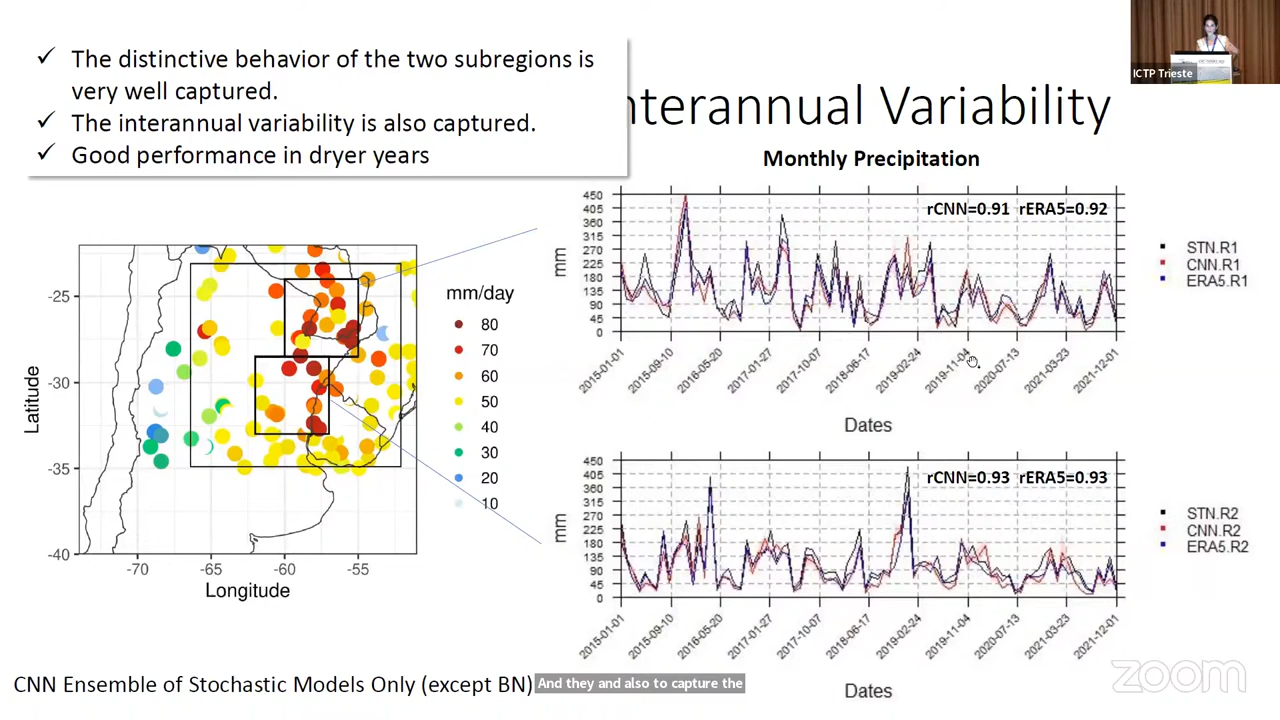 The distinctive behavior of the two subregions is
very well captured.
The interannual variability is also captured.
Good performance in dryer years
ICTP Trieste
nterannual Variability
Monthly Precipitation
-25
-30
-35
-40
Latitude
-70
-65
-60
-55
Longitude
mm/day
80
70
60
50
40
30
20
10
450
405
360
315
270
225
180
135
90
45
0
mm
rCNN=0.91 rERA5=0.92
STN.R1
CNN.R1
ERA5.R1
2015-01-01
2015-09-10
2016-05-20
2017-01-27
2017-10-07
2018-06-17
2019-02-24
2019-11-04
2020-07-13
2021-03-23
2021-12-01
Dates
450
405
360
315
270
225
180
135
90
45
0
mm
rCNN=0.93 rERA5=0.93
STN.R2
CNN.R2
ERA5.R2
2015-01-01
2015-09-10
2016-05-20
2017-01-27
2017-10-07
2018-06-17
2019-02-24
2019-11-04
2020-07-13
2021-03-23
2021-12-01
Dates
CNN Ensemble of Stochastic Models Only (except BN)
And they and also to capture the
zoom